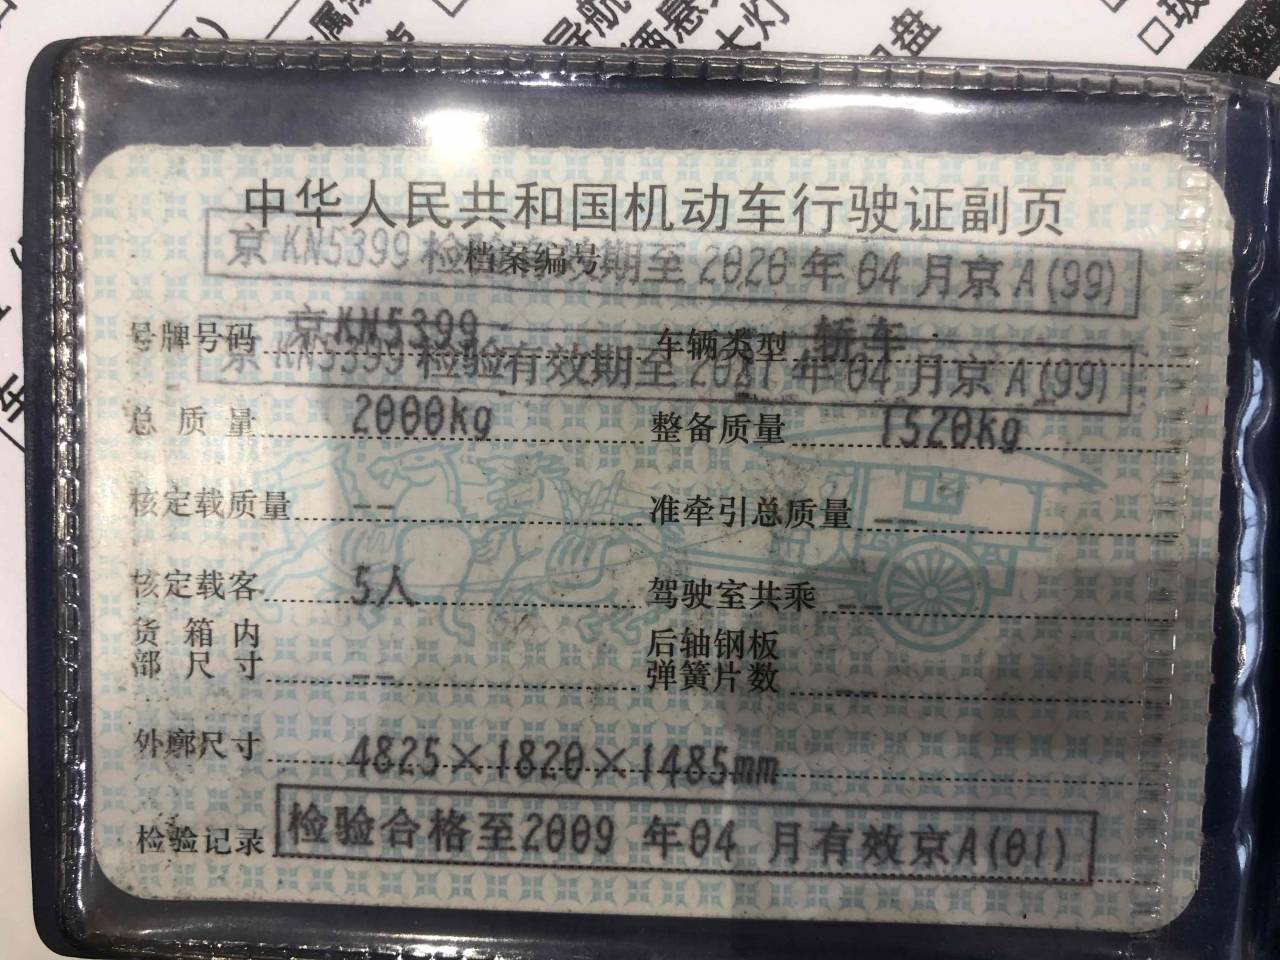 导航
大灯
中华人民共和国机动车行驶证副页
京KN5399检验有效期至2020年04月京A(99)
档案编号
号牌号码 京KN5399 车辆类型 轿车
京KN5399检验有效期至2021年04月京A(99)
总质量 2000kg 整备质量 1520kg
核定载质量 -- 准牵引总质量 --
核定载客 5人 驾驶室共乘 --
货箱内 后轴钢板
部尺寸 -- 弹簧片数 --
外廓尺寸 4825×1820×1485mm
检验记录 检验合格至2009年04月有效京A(01)